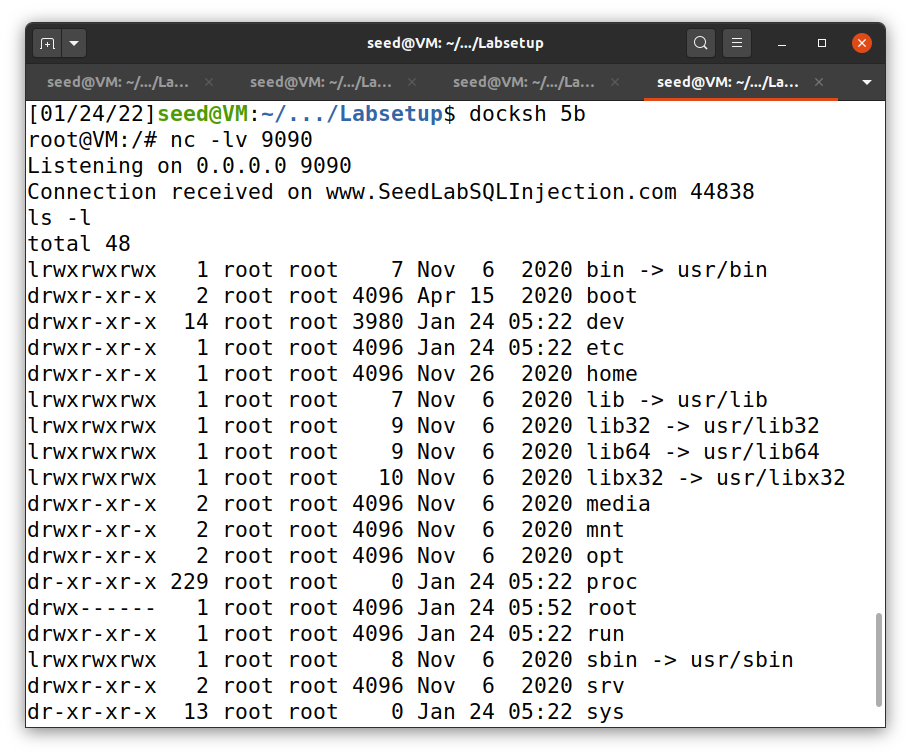 seed@VM: ~/.../Labsetup
seed@VM: ~/.../La... seed@VM: ~/.../La... seed@VM: ~/.../La... seed@VM: ~/.../La...
[01/24/22]seed@VM:~/.../Labsetup$ docksh 5b
root@VM:/# nc -lv 9090
Listening on 0.0.0.0 9090
Connection received on www.SeedLabSQLInjection.com 44838
ls -l
total 48
lrwxrwxrwx   1 root root    7 Nov  6  2020 bin -> usr/bin
drwxr-xr-x   2 root root 4096 Apr 15  2020 boot
drwxr-xr-x  14 root root 3980 Jan 24 05:22 dev
drwxr-xr-x   1 root root 4096 Jan 24 05:22 etc
drwxr-xr-x   1 root root 4096 Nov 26  2020 home
lrwxrwxrwx   1 root root    7 Nov  6  2020 lib -> usr/lib
lrwxrwxrwx   1 root root    9 Nov  6  2020 lib32 -> usr/lib32
lrwxrwxrwx   1 root root    9 Nov  6  2020 lib64 -> usr/lib64
lrwxrwxrwx   1 root root   10 Nov  6  2020 libx32 -> usr/libx32
drwxr-xr-x   2 root root 4096 Nov  6  2020 media
drwxr-xr-x   2 root root 4096 Nov  6  2020 mnt
drwxr-xr-x   2 root root 4096 Nov  6  2020 opt
dr-xr-xr-x 229 root root    0 Jan 24 05:22 proc
drwx------   1 root root 4096 Jan 24 05:52 root
drwxr-xr-x   1 root root 4096 Jan 24 05:22 run
lrwxrwxrwx   1 root root    8 Nov  6  2020 sbin -> usr/sbin
drwxr-xr-x   2 root root 4096 Nov  6  2020 srv
dr-xr-xr-x  13 root root    0 Jan 24 05:22 sys